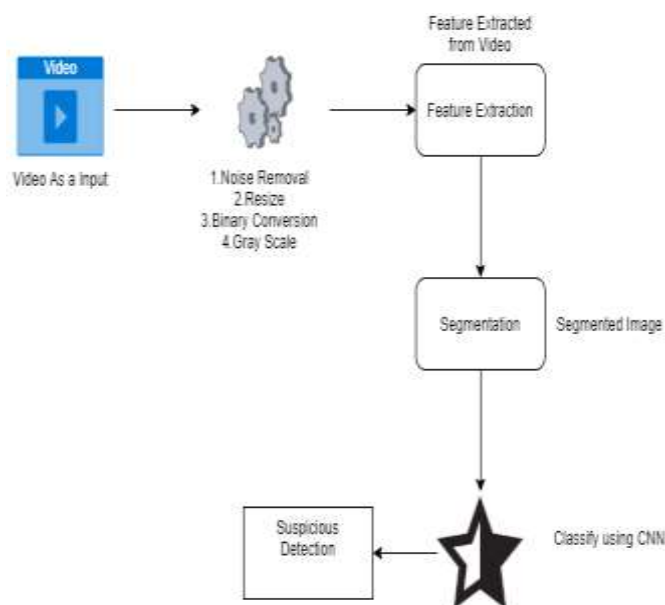 Video
Video As a Input
1.Noise Removal
2.Resize
3.Binary Conversion
4.Gray Scale
Feature Extracted
from Video
Feature Extraction
Segmentation
Segmented Image
Classify using CNN
Suspicious
Detection